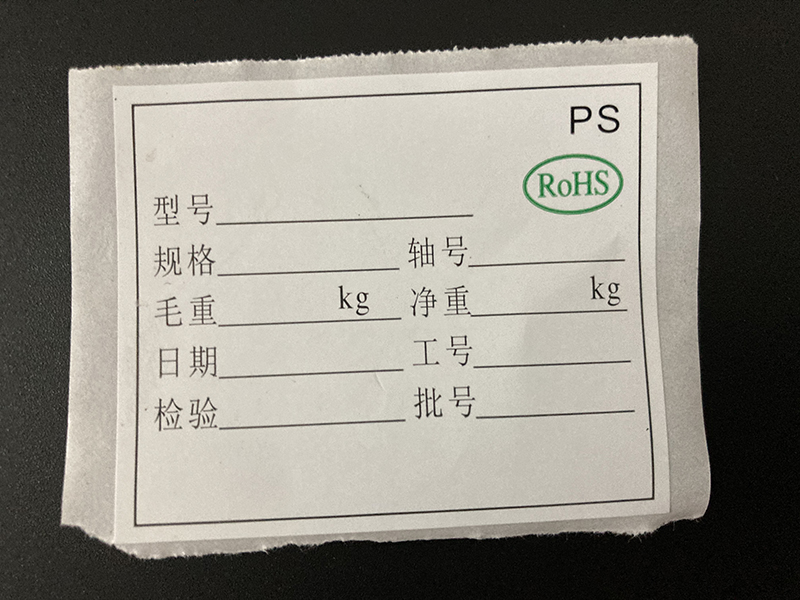 PS
RoHS
型号
规格 轴号
毛重 kg 净重 kg
日期 工号
检验 批号